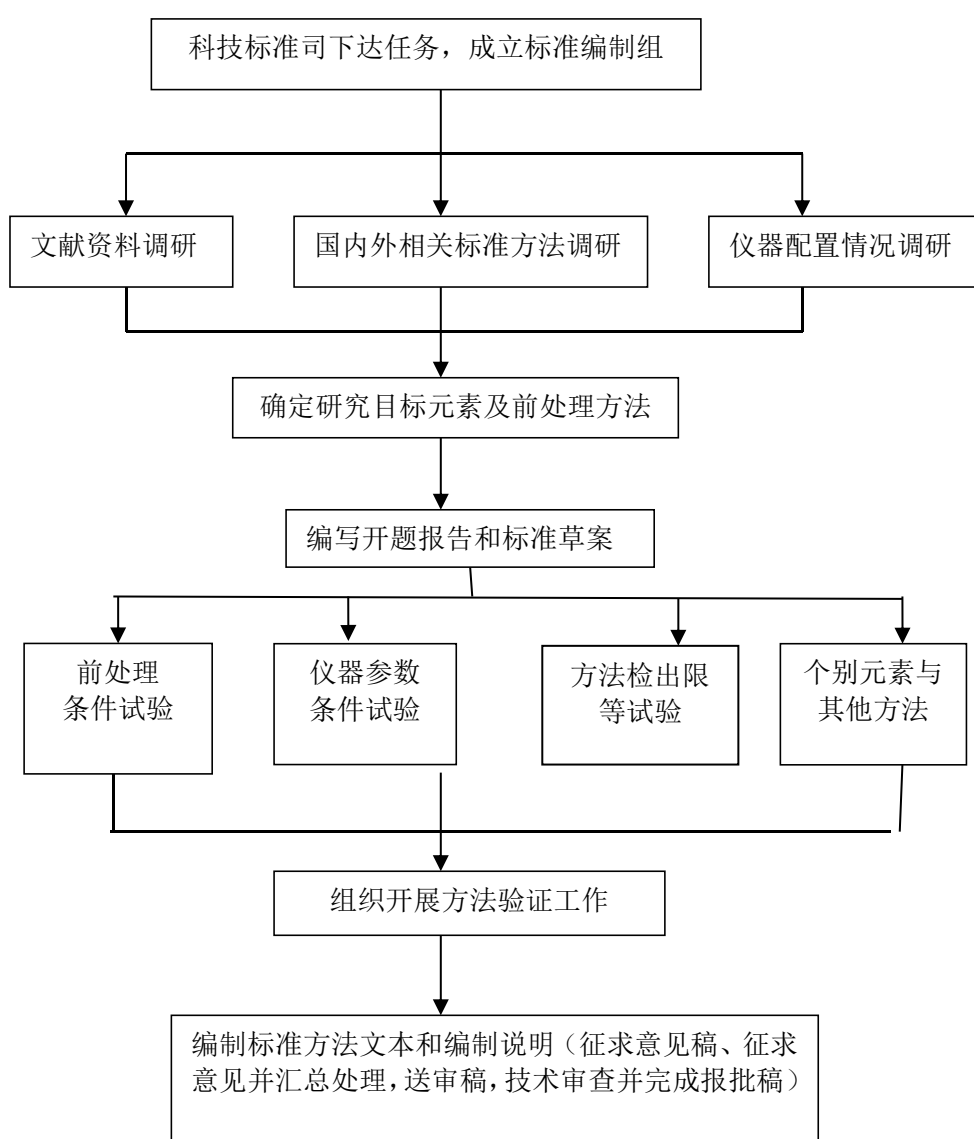 科技标准司下达任务，成立标准编制组
文献资料调研
国内外相关标准方法调研
仪器配置情况调研
确定研究目标元素及前处理方法
编写开题报告和标准草案
前处理
条件试验
仪器参数
条件试验
方法检出限
等试验
个别元素与
其他方法
组织开展方法验证工作
编制标准方法文本和编制说明（征求意见稿、征求
意见并汇总处理，送审稿，技术审查并完成报批稿）